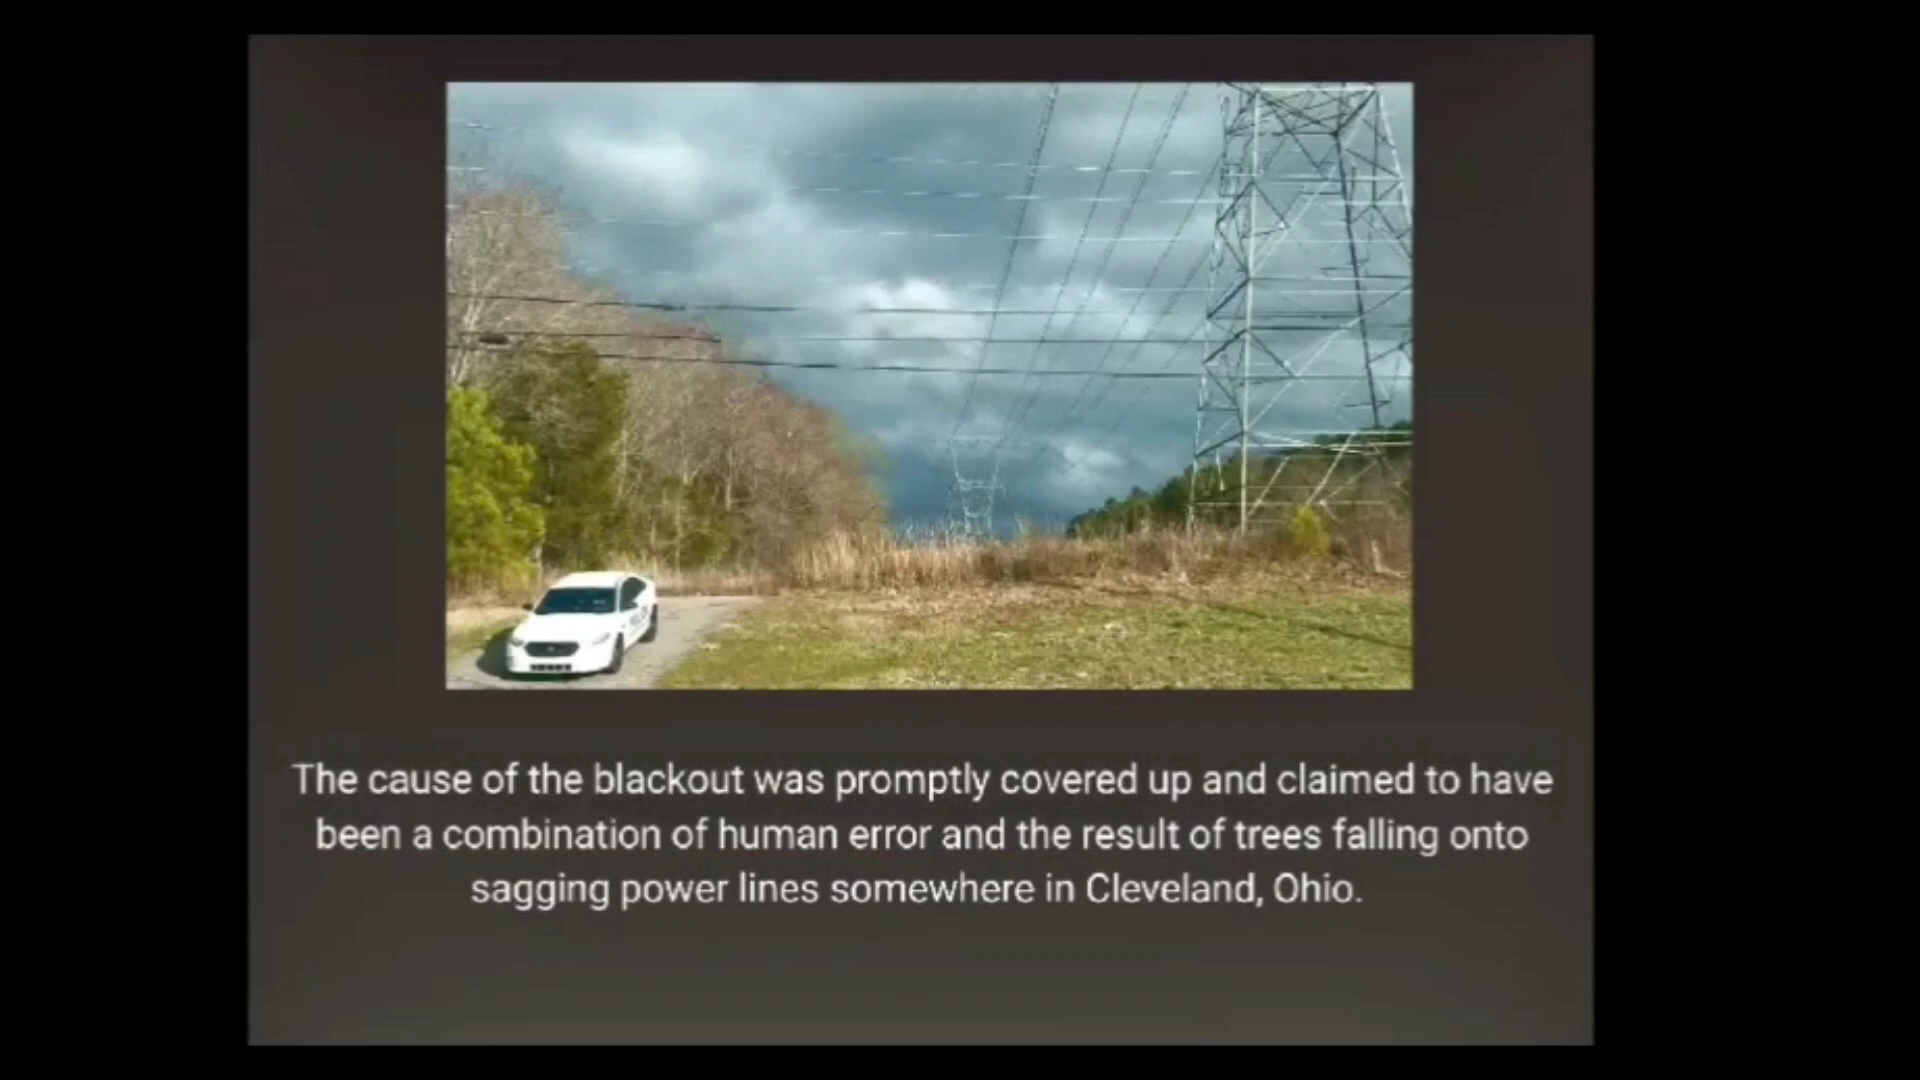 The cause of the blackout was promptly covered up and claimed to have
been a combination of human error and the result of trees falling onto
sagging power lines somewhere in Cleveland, Ohio.